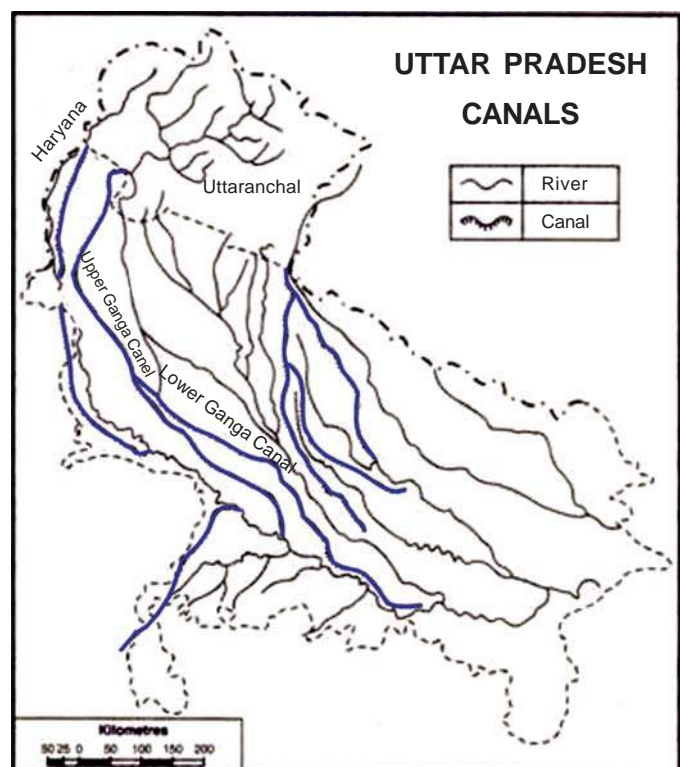 UTTAR PRADESH
CANALS
Haryana
Uttaranchal
River
Canal
Upper Ganga Canel
Lower Ganga Canal
Kilometres
50 25 0 50 100 150 200